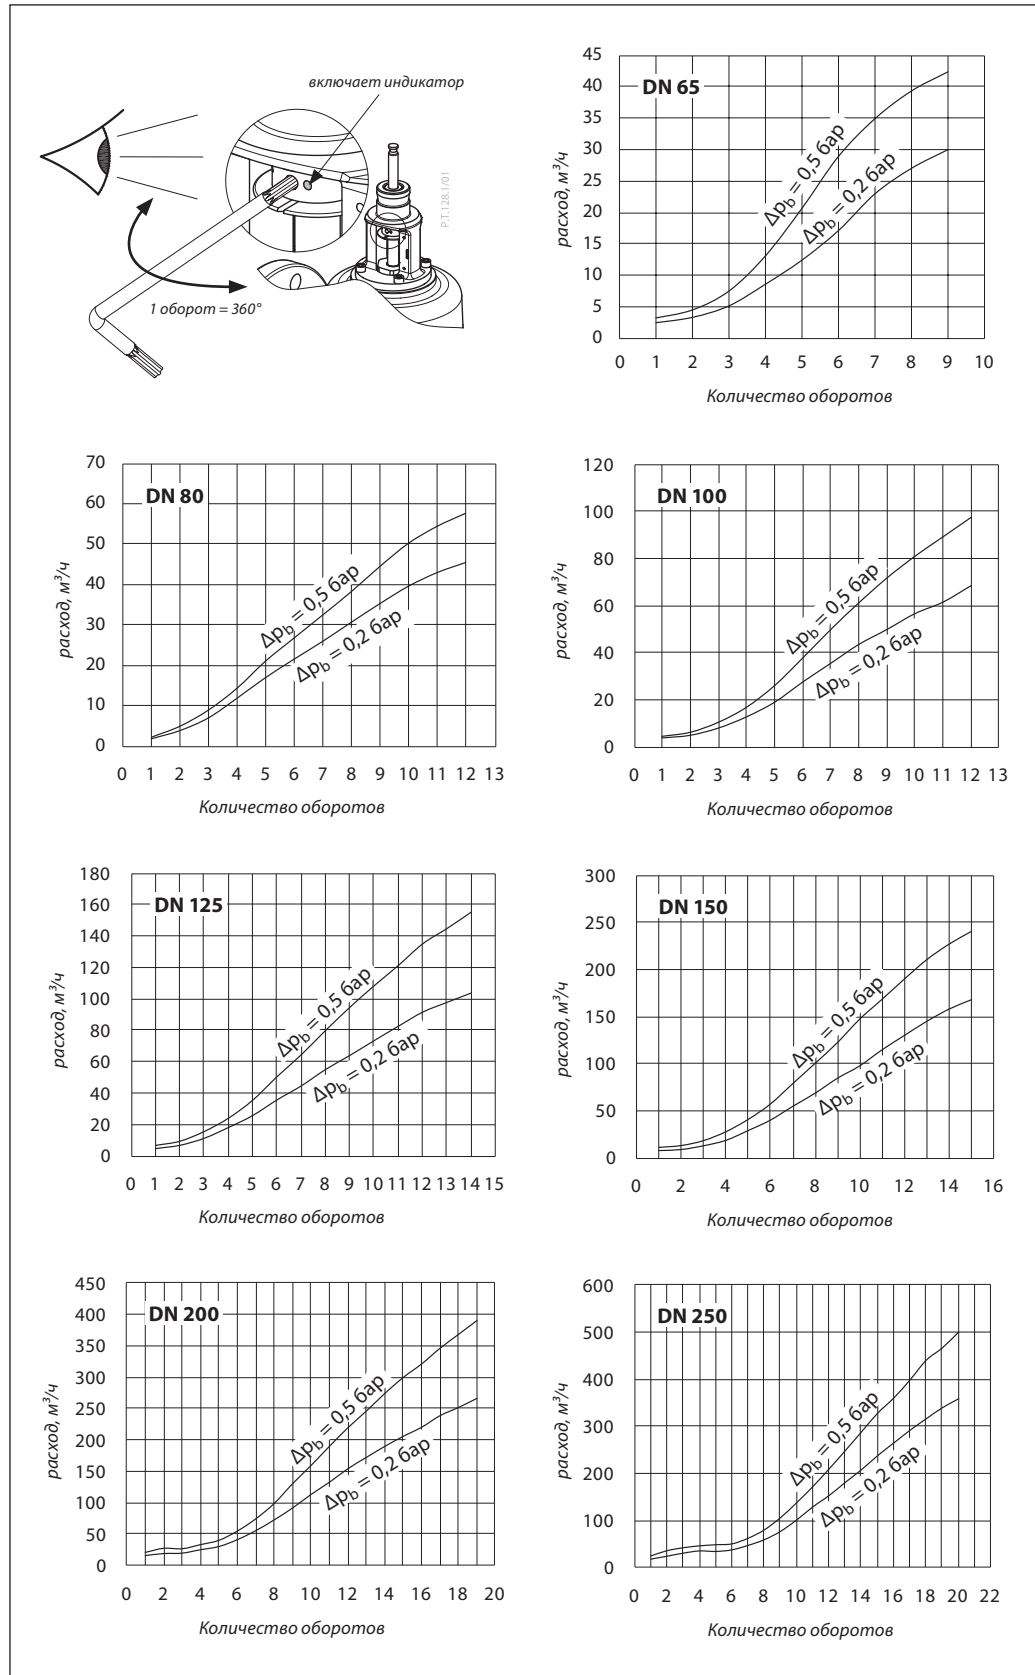 включает индикатор
P.T.128.1/01
1 оборот = 360°
DN 65
расход, м³/ч
45
40
35
30
25
20
15
10
5
0
Δp_b = 0,5 бар
Δp_b = 0,2 бар
0 1 2 3 4 5 6 7 8 9 10
Количество оборотов
DN 80
расход, м³/ч
70
60
50
40
30
20
10
0
Δp_b = 0,5 бар
Δp_b = 0,2 бар
0 1 2 3 4 5 6 7 8 9 10 11 12 13
Количество оборотов
DN 100
расход, м³/ч
120
100
80
60
40
20
0
Δp_b = 0,5 бар
Δp_b = 0,2 бар
0 1 2 3 4 5 6 7 8 9 10 11 12 13
Количество оборотов
DN 125
расход, м³/ч
180
160
140
120
100
80
60
40
20
0
Δp_b = 0,5 бар
Δp_b = 0,2 бар
0 1 2 3 4 5 6 7 8 9 10 11 12 13 14 15
Количество оборотов
DN 150
расход, м³/ч
300
250
200
150
100
50
0
Δp_b = 0,5 бар
Δp_b = 0,2 бар
0 2 4 6 8 10 12 14 16
Количество оборотов
DN 200
расход, м³/ч
450
400
350
300
250
200
150
100
50
0
Δp_b = 0,5 бар
Δp_b = 0,2 бар
0 2 4 6 8 10 12 14 16 18 20
Количество оборотов
DN 250
расход, м³/ч
600
500
400
300
200
100
0
Δp_b = 0,5 бар
Δp_b = 0,2 бар
0 2 4 6 8 10 12 14 16 18 20 22
Количество оборотов